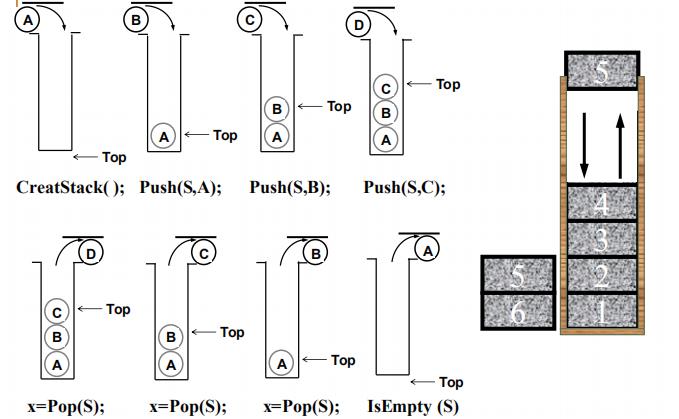 A B C D
C Top
B Top B
A Top A A
Top
CreatStack( ); Push(S,A); Push(S,B); Push(S,C);
D C B A
C Top
B B Top
A A A Top
Top
x=Pop(S); x=Pop(S); x=Pop(S); IsEmpty (S)
5
4
3
5 2
6 1